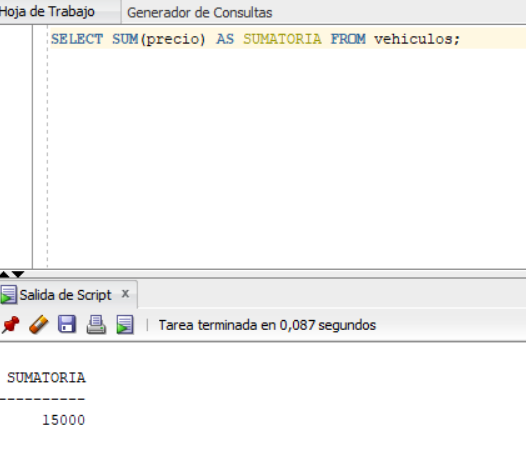 Hoja de Trabajo Generador de Consultas
SELECT SUM(precio) AS SUMATORIA FROM vehiculos;
Salida de Script x
Tarea terminada en 0,087 segundos
SUMATORIA
----------
15000